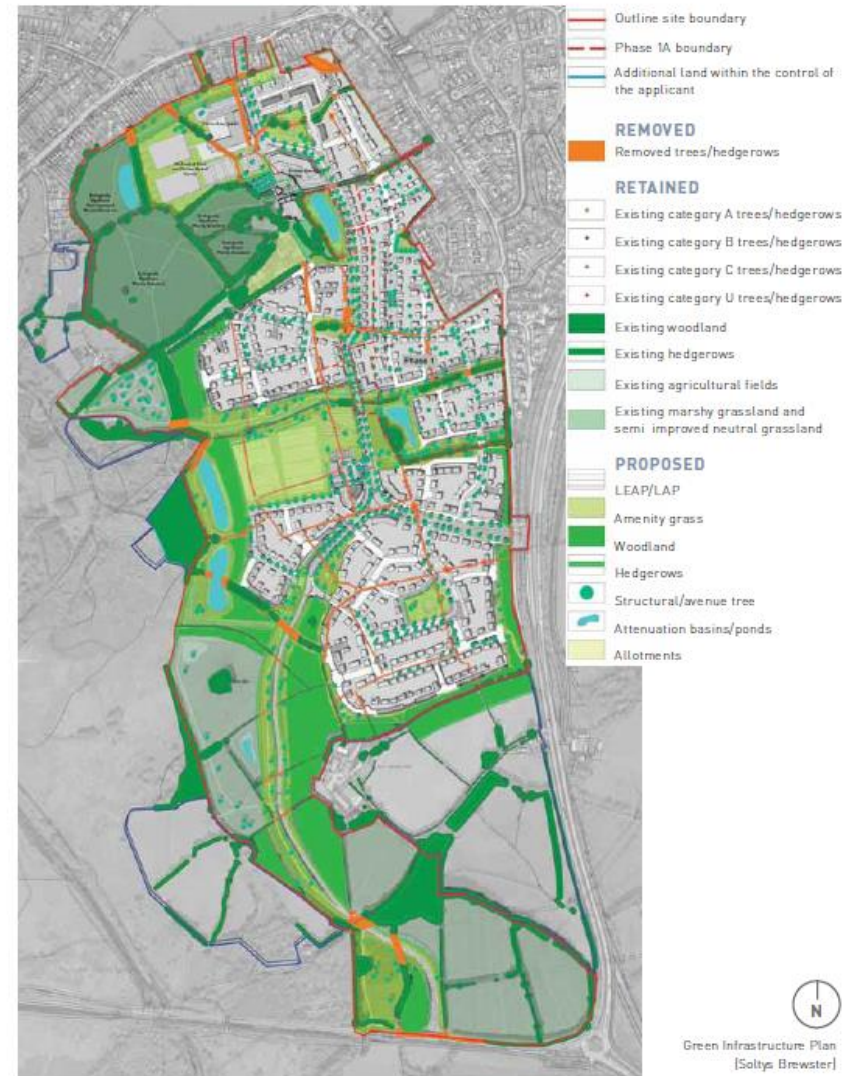 Outline site boundary
Phase 1A boundary
Additional land within the control of
the applicant
REMOVED
Removed trees/hedgerows
RETAINED
Existing category A trees/hedgerows
Existing category B trees/hedgerows
Existing category C trees/hedgerows
Existing category U trees/hedgerows
Existing woodland
Existing hedgerows
Existing agricultural fields
Existing marshy grassland and
semi improved neutral grassland
PROPOSED
LEAP/LAP
Amenity grass
Woodland
Hedgerows
Structural/avenue tree
Attenuation basins/ponds
Allotments
Phase 1
N
Green Infrastructure Plan
(Soltys Brewster)